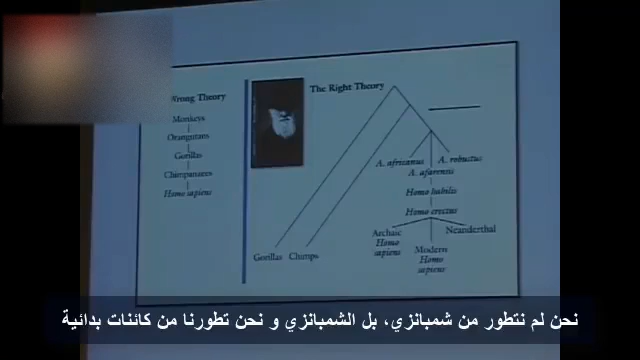 Wrong Theory
Monkeys
Orangutans
Gorillas
Chimpanzees
Homo sapiens
The Right Theory
A. africanus
A. robustus
A. afarensis
Homo habilis
Homo erectus
Archaic
Homo
sapiens
Modern
Homo
sapiens
Neanderthal
Gorillas
Chimps
نحن لم نتطور من شمبانزي، بل الشمبانزي و نحن تطورنا من كائنات بدائية